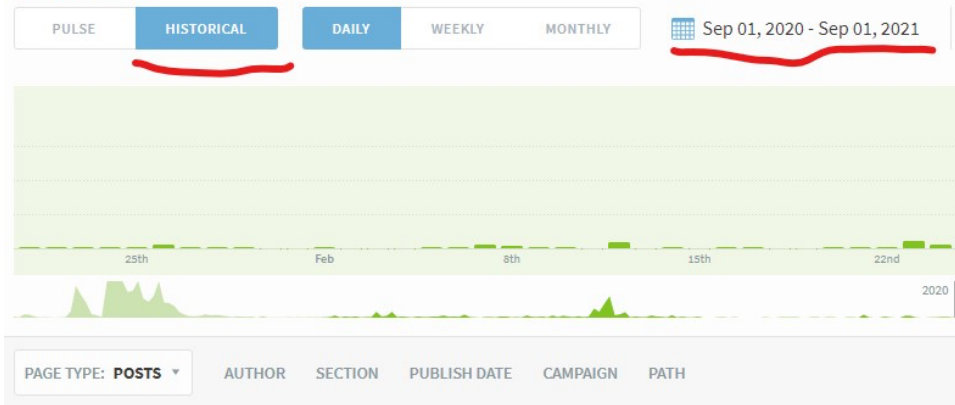 PULSE HISTORICAL DAILY WEEKLY MONTHLY Sep 01, 2020 - Sep 01, 2021
25th Feb 8th 15th 22nd
2020
PAGE TYPE: POSTS AUTHOR SECTION PUBLISH DATE CAMPAIGN PATH